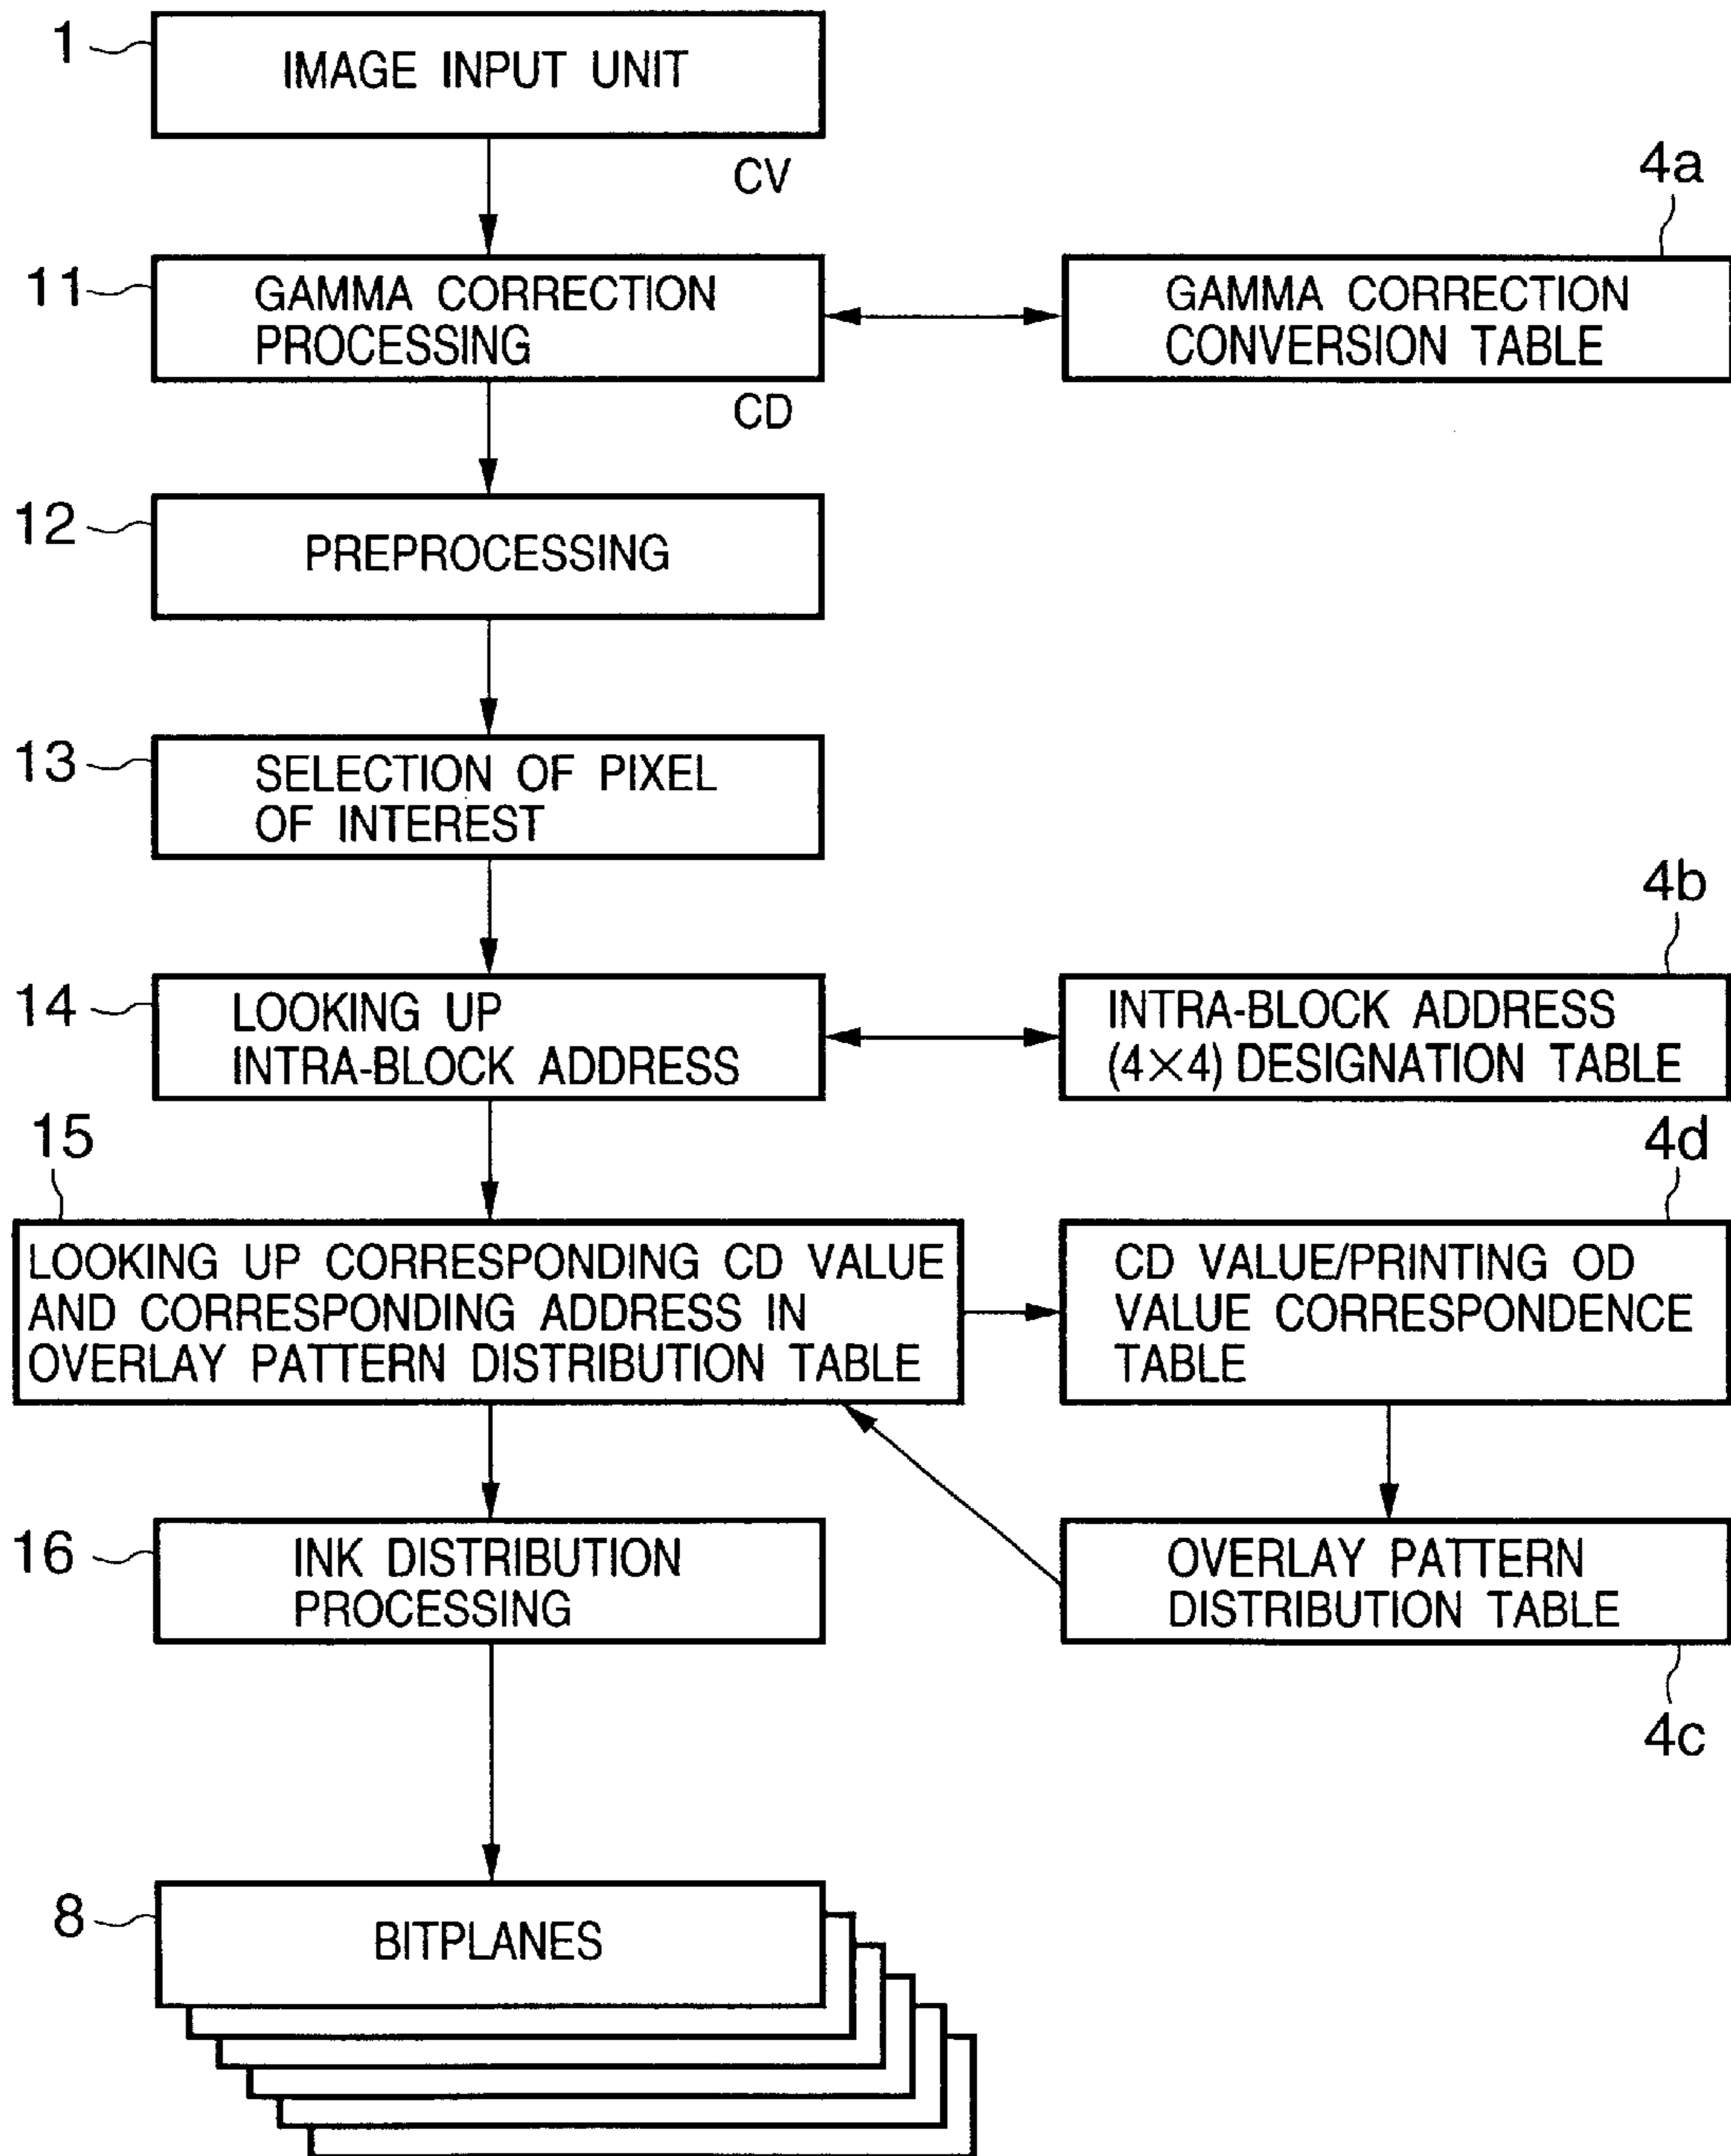 1
IMAGE INPUT UNIT
CV
4a
11
GAMMA CORRECTION
PROCESSING
GAMMA CORRECTION
CONVERSION TABLE
CD
12
PREPROCESSING
13
SELECTION OF PIXEL
OF INTEREST
4b
14
LOOKING UP
INTRA-BLOCK ADDRESS
INTRA-BLOCK ADDRESS
(4×4) DESIGNATION TABLE
15
4d
LOOKING UP CORRESPONDING CD VALUE
AND CORRESPONDING ADDRESS IN
OVERLAY PATTERN DISTRIBUTION TABLE
CD VALUE/PRINTING OD
VALUE CORRESPONDENCE
TABLE
16
INK DISTRIBUTION
PROCESSING
OVERLAY PATTERN
DISTRIBUTION TABLE
4c
8
BITPLANES